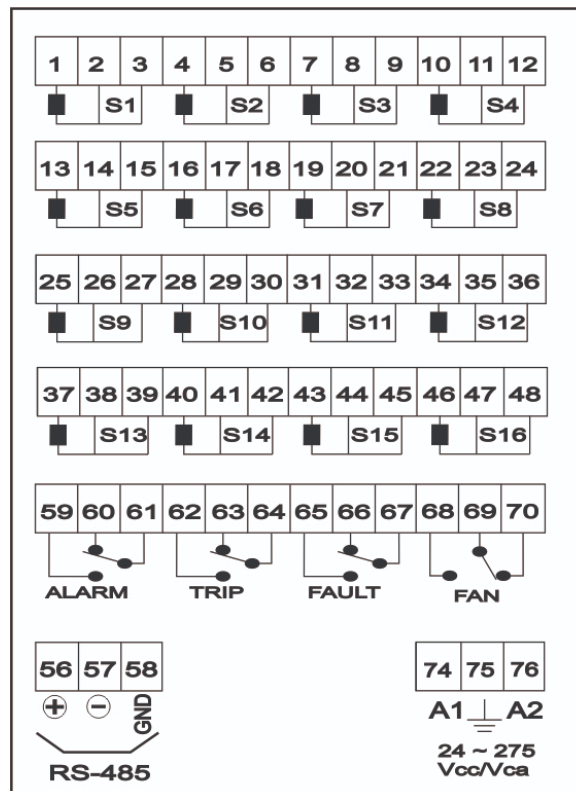 1 2 3 4 5 6 7 8 9 10 11 12
S1 S2 S3 S4
13 14 15 16 17 18 19 20 21 22 23 24
S5 S6 S7 S8
25 26 27 28 29 30 31 32 33 34 35 36
S9 S10 S11 S12
37 38 39 40 41 42 43 44 45 46 47 48
S13 S14 S15 S16
59 60 61 62 63 64 65 66 67 68 69 70
ALARM TRIP FAULT FAN
56 57 58 74 75 76
+ − GND A1 A2
RS-485 24 ~ 275
Vcc/Vca